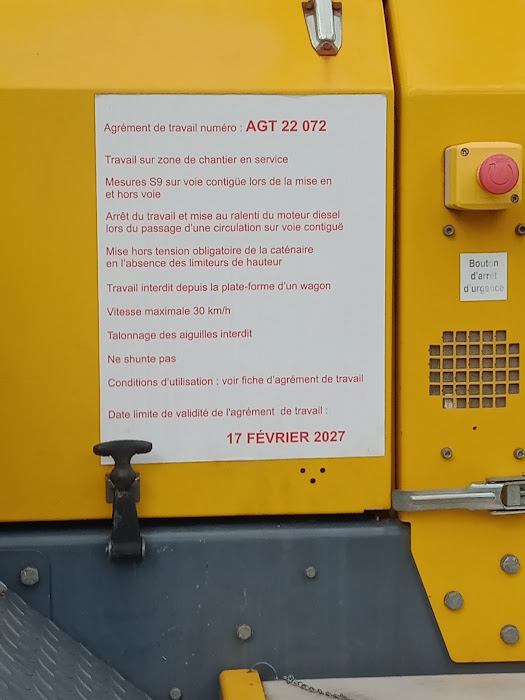 Agrément de travail numéro : AGT 22 072
Travail sur zone de chantier en service
Mesures S9 sur voie contigüe lors de la mise en
et hors voie
Arrêt du travail et mise au ralenti du moteur diesel
lors du passage d'une circulation sur voie contiguë
Mise hors tension obligatoire de la caténaire
en l'absence des limiteurs de hauteur
Travail interdit depuis la plate-forme d'un wagon
Vitesse maximale 30 km/h
Talonnage des aiguilles interdit
Ne shunte pas
Conditions d'utilisation : voir fiche d'agrément de travail
Date limite de validité de l'agrément de travail :
17 FÉVRIER 2027
Bouton
d'arrêt
d'urgence